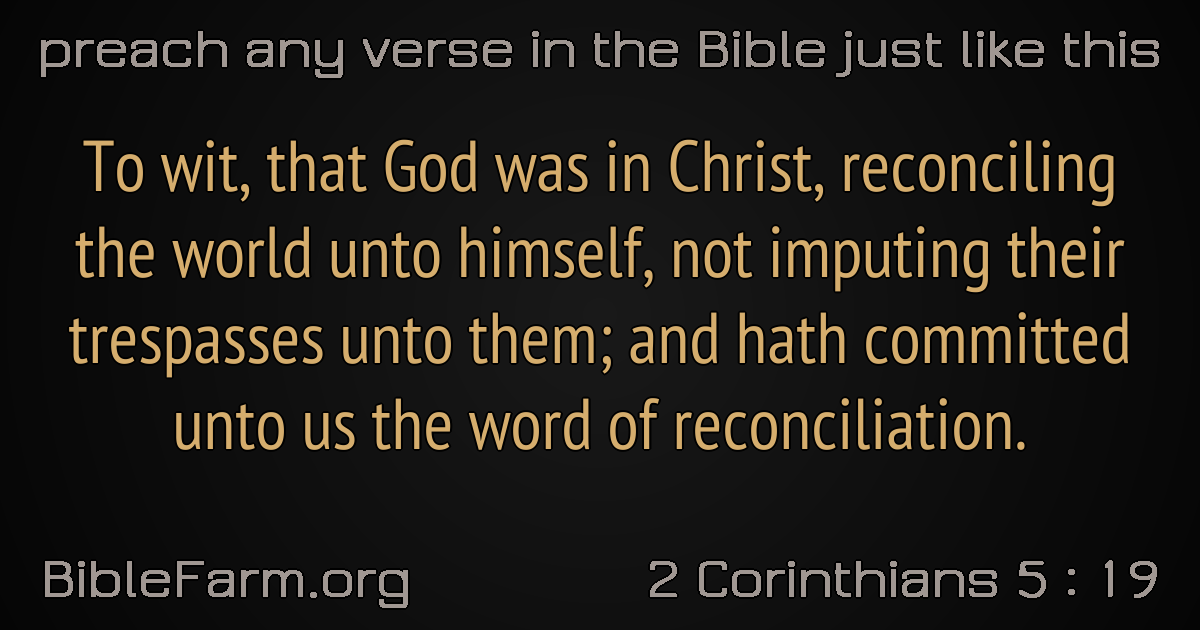 preach any verse in the Bible just like this
To wit, that God was in Christ, reconciling
the world unto himself, not imputing their
trespasses unto them; and hath committed
unto us the word of reconciliation.
BibleFarm.org
2 Corinthians 5 : 19